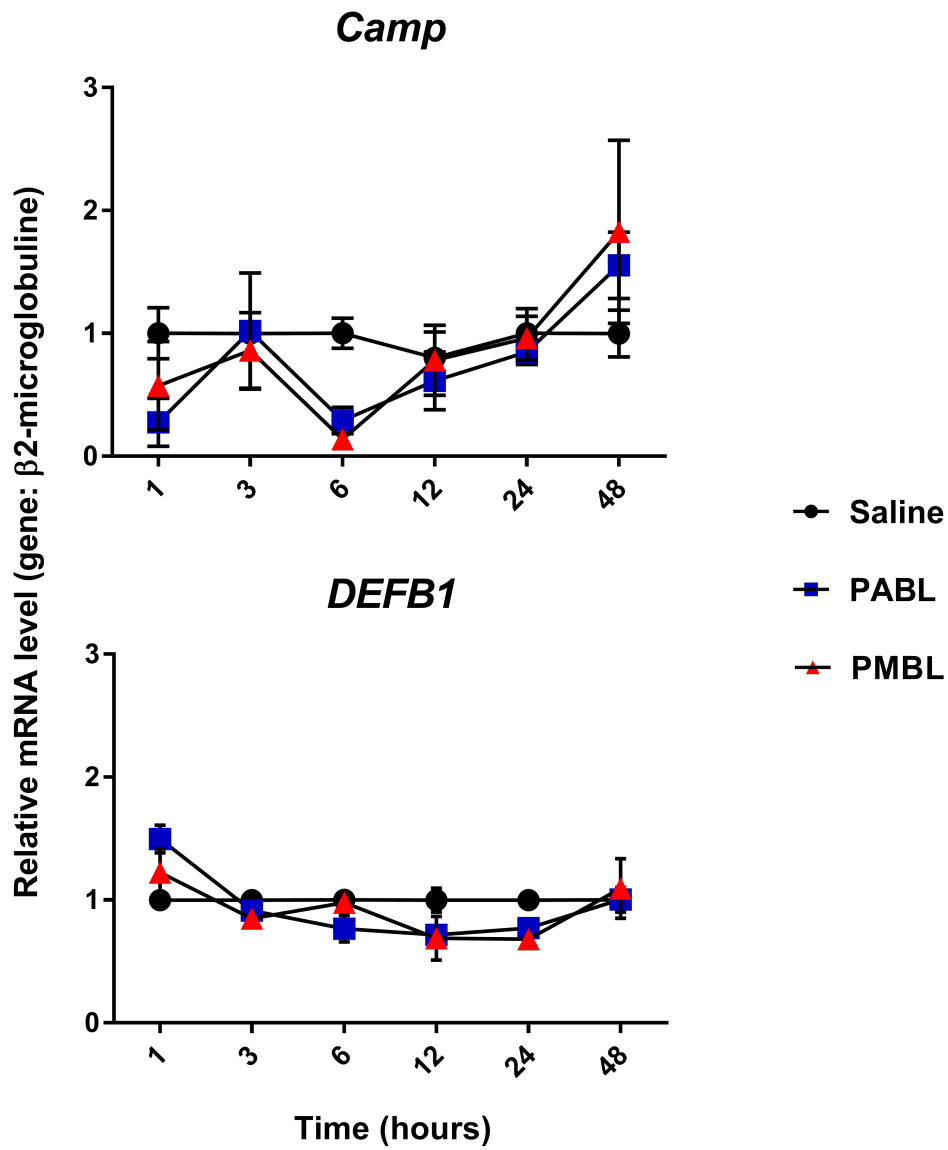 Camp
3
2
1
0
1 3 6 12 24 48
Relative mRNA level (gene: β2-microglobuline)
Saline
PABL
PMBL
DEFB1
3
2
1
0
1 3 6 12 24 48
Time (hours)